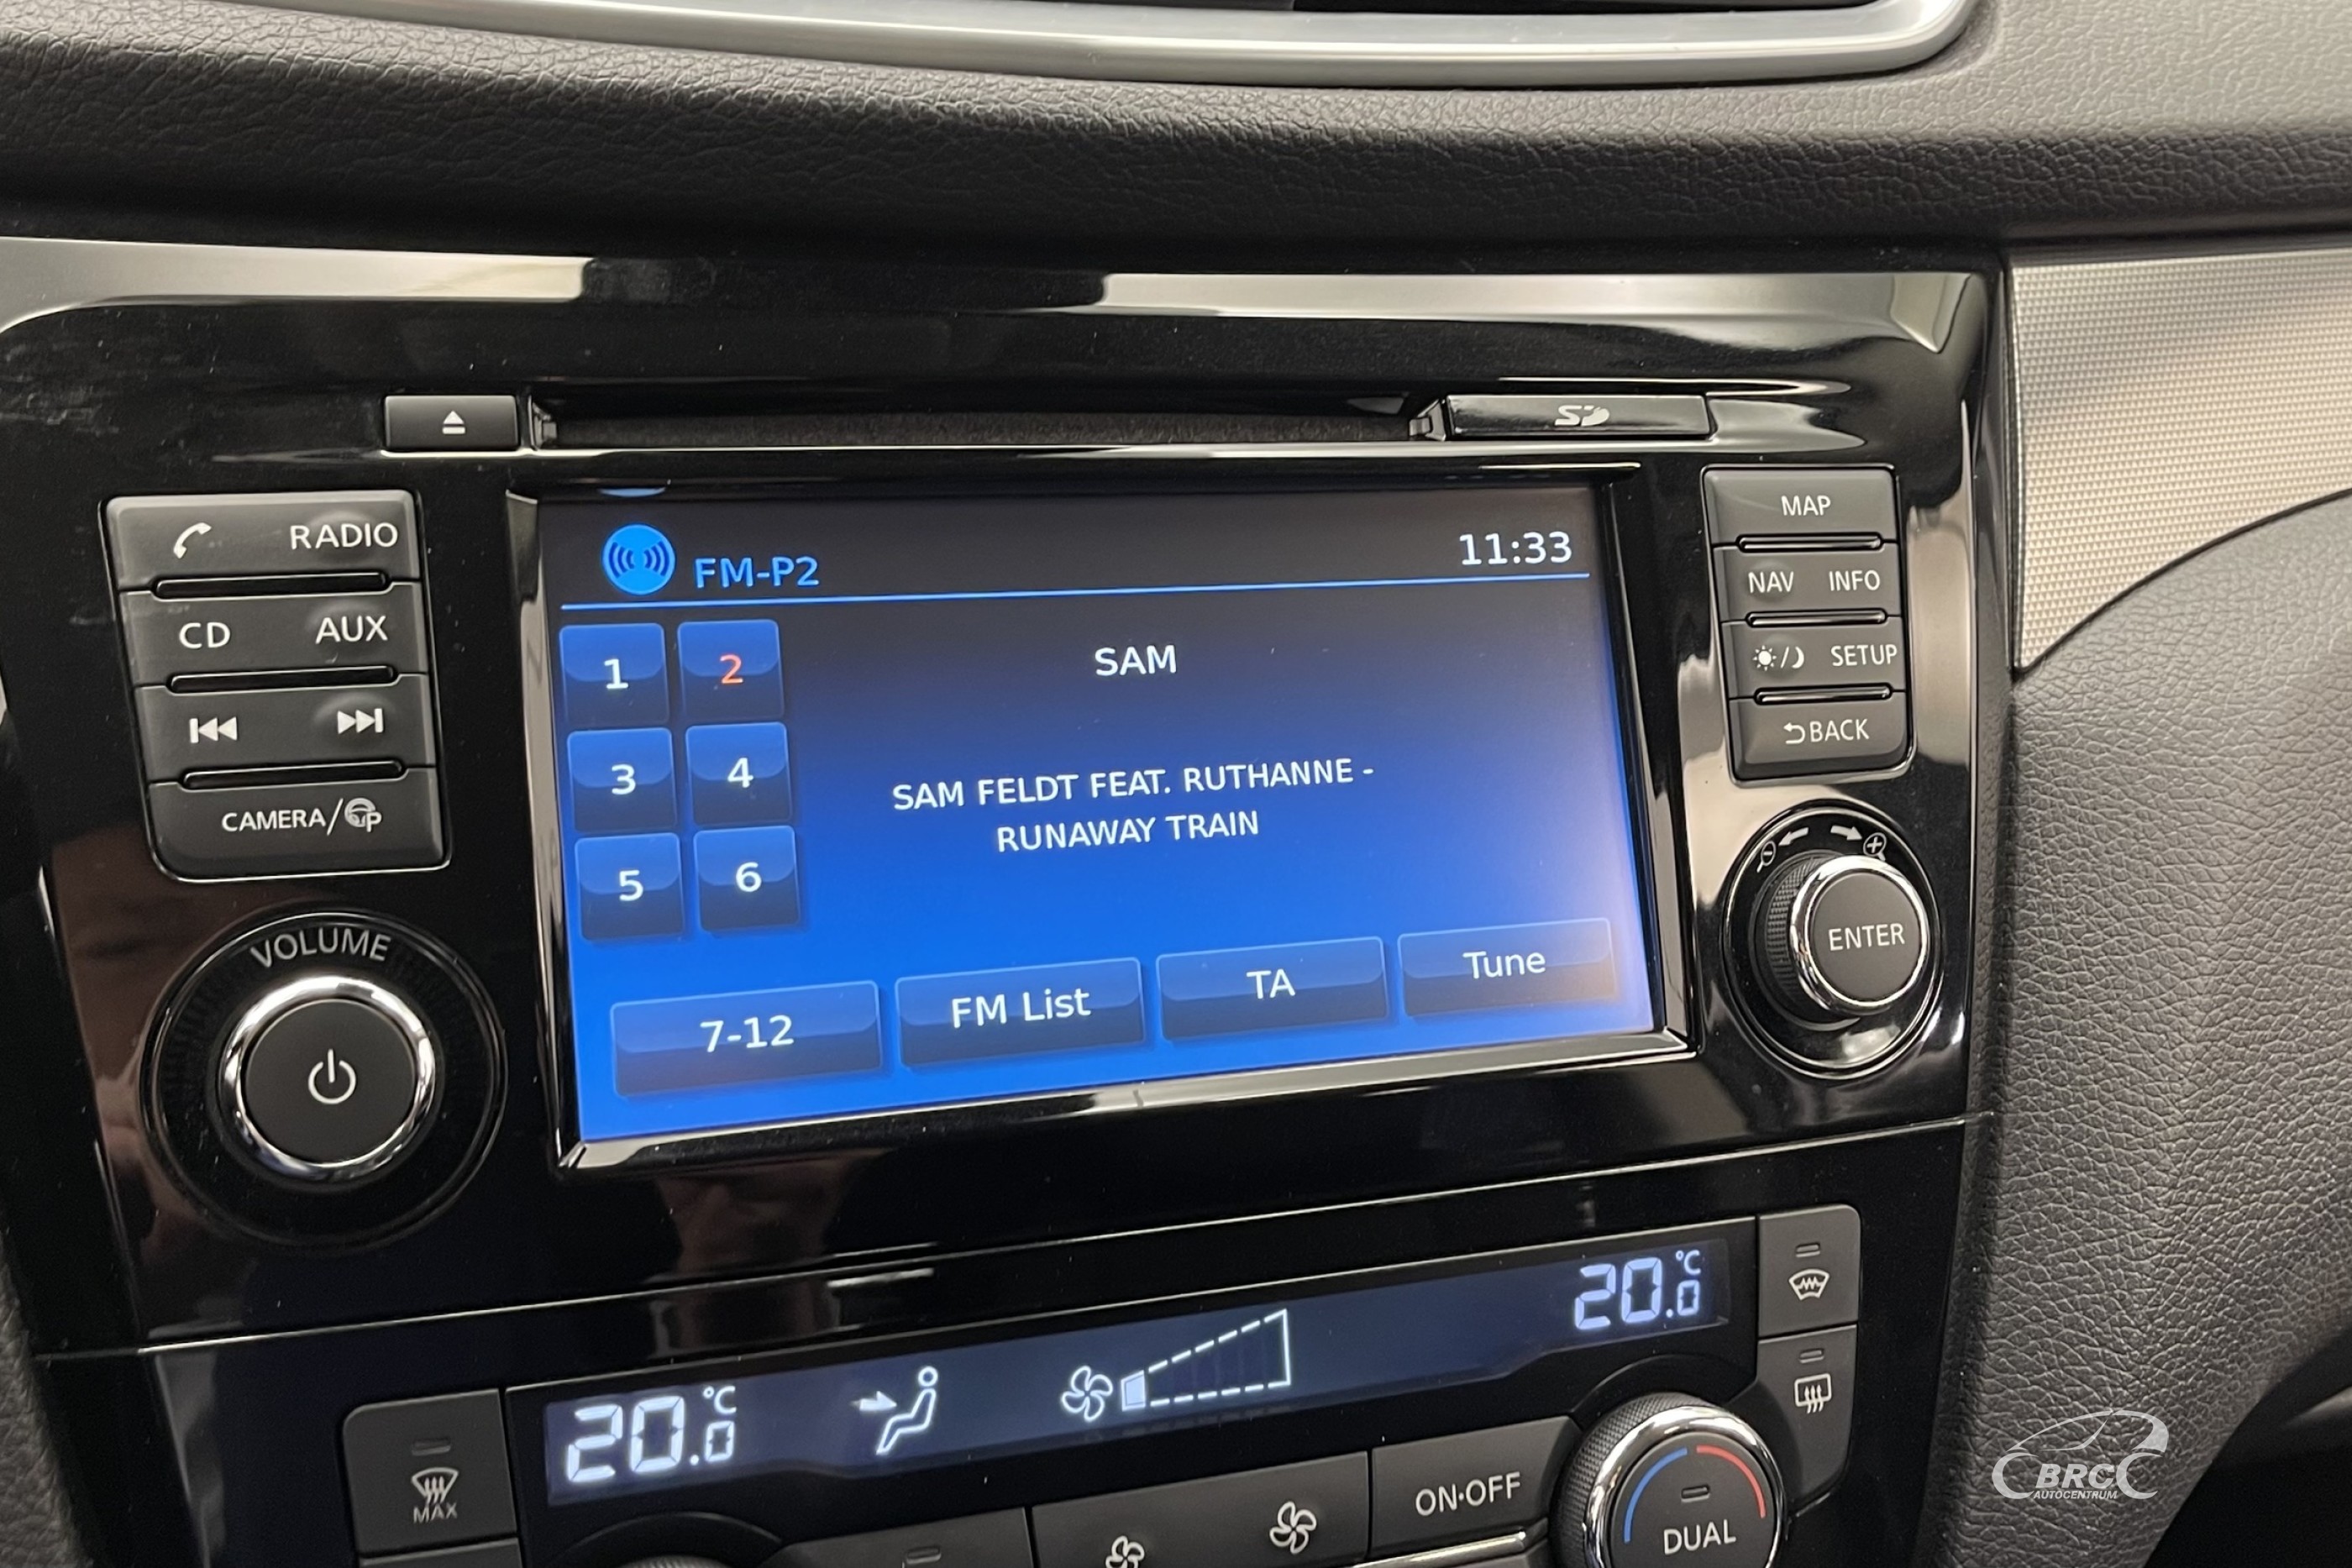 SD
RADIO
CD AUX
CAMERA/P
VOLUME
FM-P2
11:33
1 2
3 4
5 6
SAM
SAM FELDT FEAT. RUTHANNE -
RUNAWAY TRAIN
7-12 FM List TA Tune
MAP
NAV INFO
SETUP
BACK
ENTER
20.0 °C
20.0 °C
MAX
ON·OFF
DUAL
BRC
AUTOCENTRUM